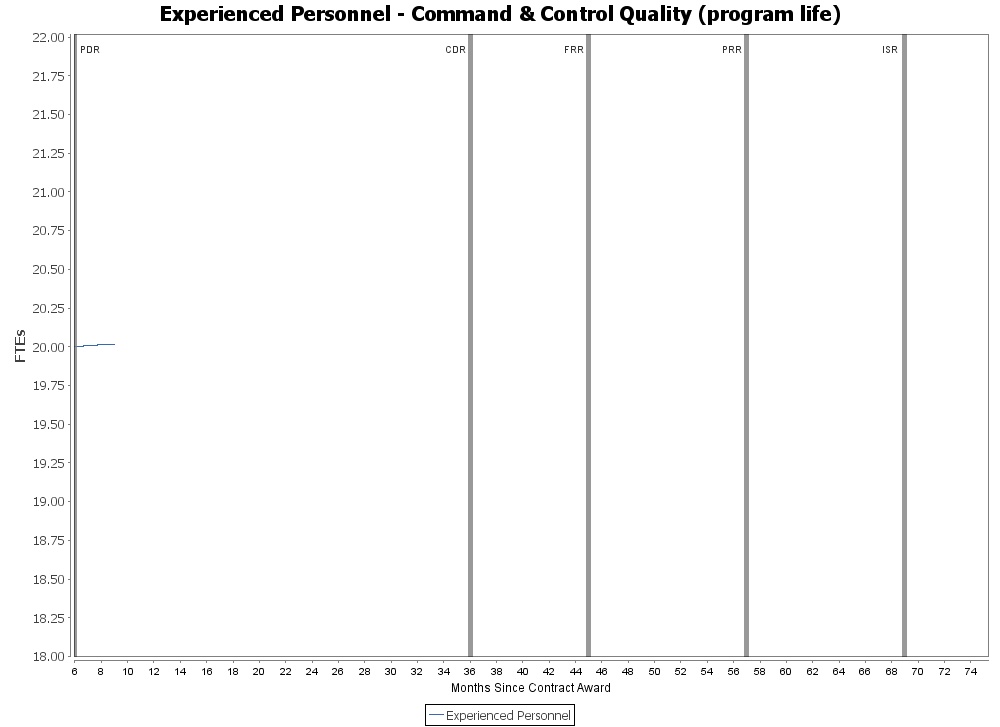 Experienced Personnel - Command & Control Quality (program life)
22.00
21.75
21.50
21.25
21.00
20.75
20.50
20.25
20.00
19.75
19.50
19.25
19.00
18.75
18.50
18.25
18.00
FTEs
PDR CDR FRR PRR ISR
6 8 10 12 14 16 18 20 22 24 26 28 30 32 34 36 38 40 42 44 46 48 50 52 54 56 58 60 62 64 66 68 70 72 74
Months Since Contract Award
Experienced Personnel